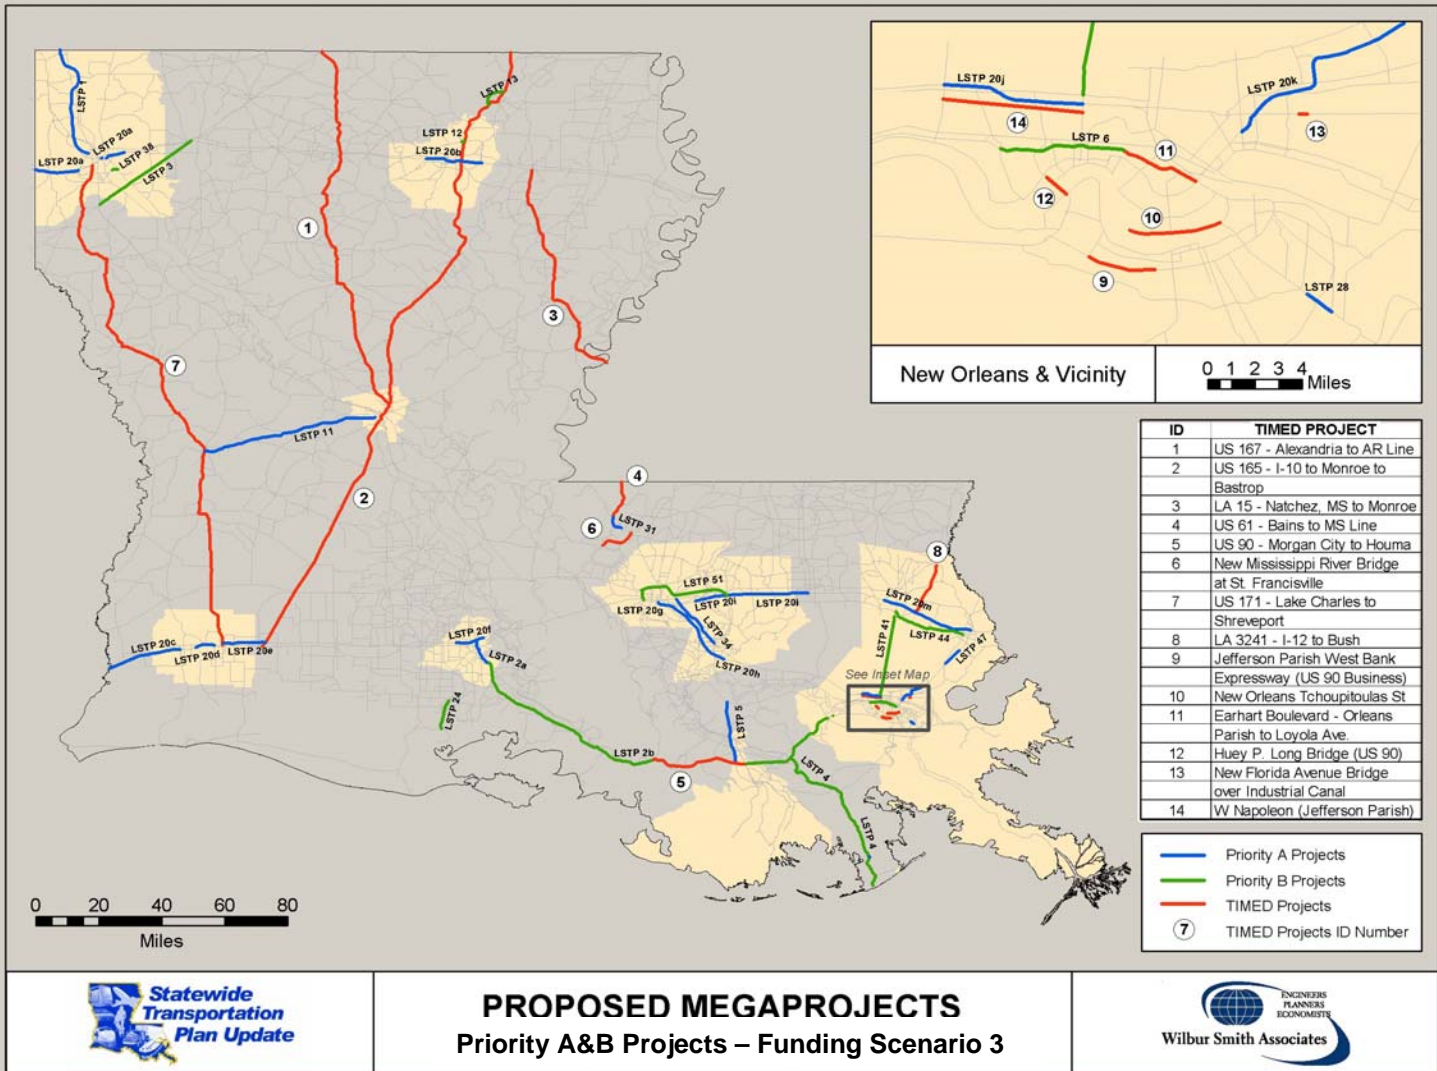 LSTP 1
LSTP 20a
LSTP 20a
LSTP 38
LSTP 3
LSTP 13
LSTP 12
LSTP 20b
1
3
7
LSTP 11
2
4
6
LSTP 31
8
LSTP 51
LSTP 20g
LSTP 20i
LSTP 20j
LSTP 34
LSTP 20h
LSTP 20m
LSTP 41
LSTP 44
LSTP 47
See Inset Map
LSTP 20c
LSTP 20d
LSTP 20e
LSTP 20f
LSTP 2a
LSTP 24
LSTP 2b
LSTP 5
5
LSTP 4
LSTP 4
0 20 40 60 80
Miles
LSTP 20j
LSTP 20k
14
13
LSTP 6
11
12
10
9
LSTP 28
New Orleans & Vicinity
0 1 2 3 4
Miles
ID TIMED PROJECT
1 US 167 - Alexandria to AR Line
2 US 165 - I-10 to Monroe to
Bastrop
3 LA 15 - Natchez, MS to Monroe
4 US 61 - Bains to MS Line
5 US 90 - Morgan City to Houma
6 New Mississippi River Bridge
at St. Francisville
7 US 171 - Lake Charles to
Shreveport
8 LA 3241 - I-12 to Bush
9 Jefferson Parish West Bank
Expressway (US 90 Business)
10 New Orleans Tchoupitoulas St
11 Earhart Boulevard - Orleans
Parish to Loyola Ave.
12 Huey P. Long Bridge (US 90)
13 New Florida Avenue Bridge
over Industrial Canal
14 W Napoleon (Jefferson Parish)
Priority A Projects
Priority B Projects
TIMED Projects
7 TIMED Projects ID Number
Statewide
Transportation
Plan Update
PROPOSED MEGAPROJECTS
Priority A&B Projects – Funding Scenario 3
ENGINEERS
PLANNERS
ECONOMISTS
Wilbur Smith Associates